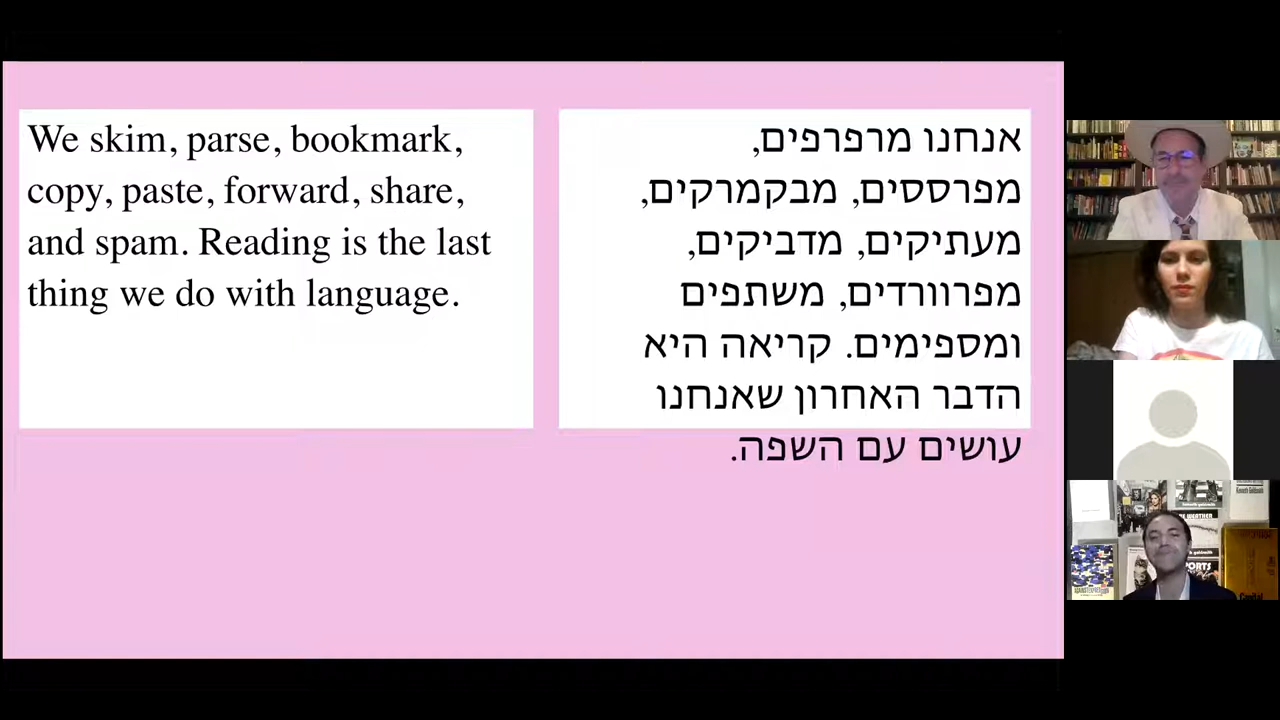 We skim, parse, bookmark,
copy, paste, forward, share,
and spam. Reading is the last
thing we do with language.
אנחנו מרפרפים,
מפרססים, מבקמרקים,
מעתיקים, מדביקים,
מפרוורדים, משתפים
ומספימים. קריאה היא
הדבר האחרון שאנחנו
עושים עם השפה.